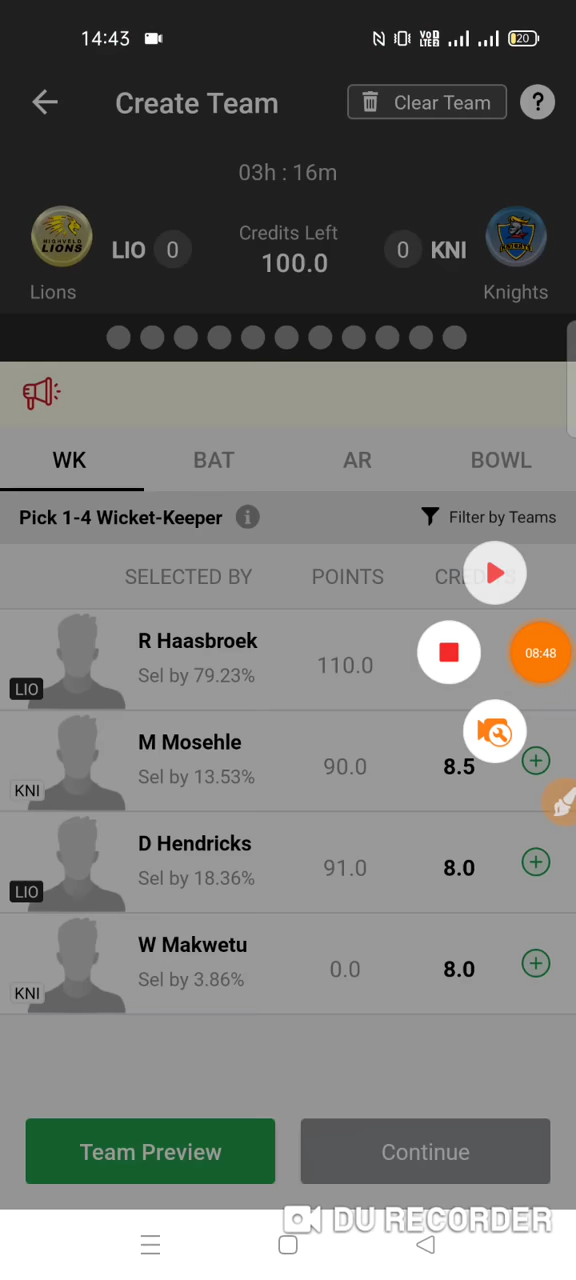 14:43 VoD LTE2 20
Create Team Clear Team ?
03h : 16m
HIGHVELD LIONS LIO 0 Credits Left 0 KNI
100.0
Lions Knights
WK BAT AR BOWL
Pick 1-4 Wicket-Keeper i Filter by Teams
SELECTED BY POINTS
R Haasbroek
Sel by 79.23% 110.0 08:48
LIO
M Mosehle
Sel by 13.53% 90.0 8.5
KNI
D Hendricks
Sel by 18.36% 91.0 8.0
LIO
W Makwetu
Sel by 3.86% 0.0 8.0
KNI
Team Preview Continue
DU RECORDER